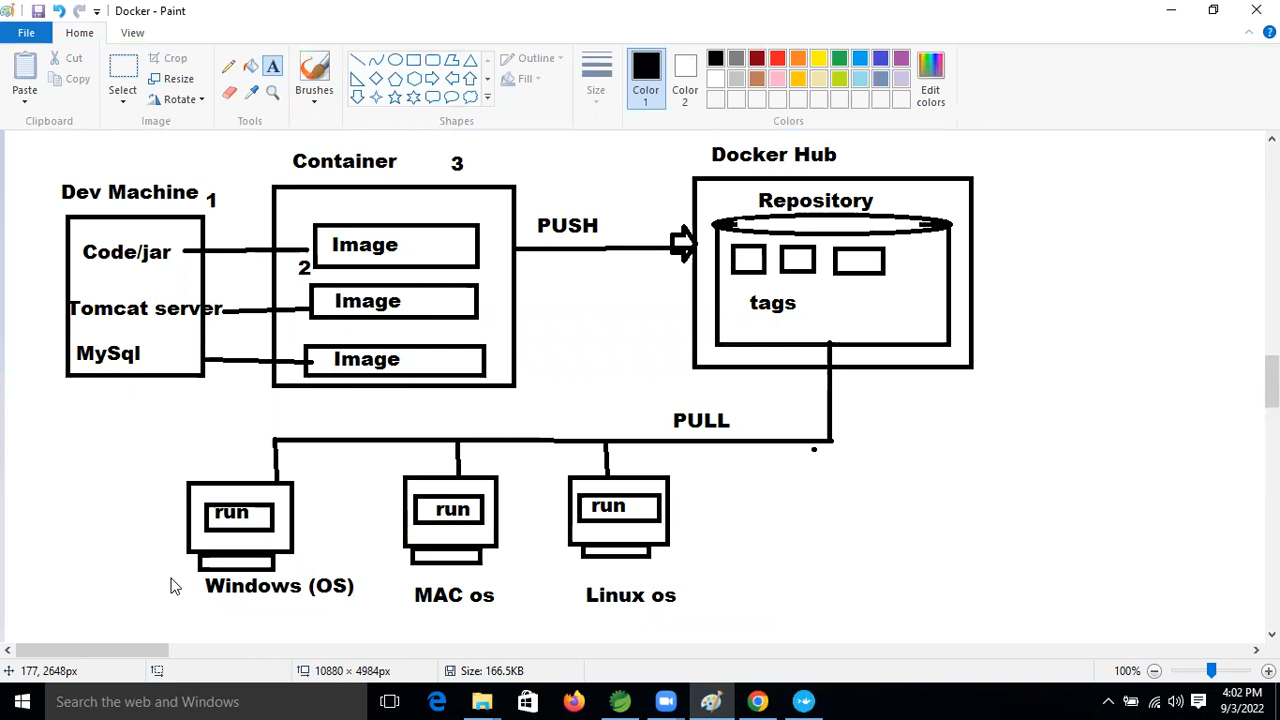 Docker - Paint
File
Home
View
Paste
Cut
Copy
Clipboard
Select
Crop
Resize
Rotate
Image
A
Tools
Brushes
Outline
Fill
Shapes
Size
Color
1
Color
2
Edit
colors
Colors
Dev Machine
1
Code/jar
Tomcat server
MySql
Container
3
Image
2
Image
Image
PUSH
Docker Hub
Repository
tags
PULL
run
Windows (OS)
run
MAC os
run
Linux os
177, 2648px
10880 × 4984px
Size: 166.5KB
100%
Search the web and Windows
4:02 PM
9/3/2022